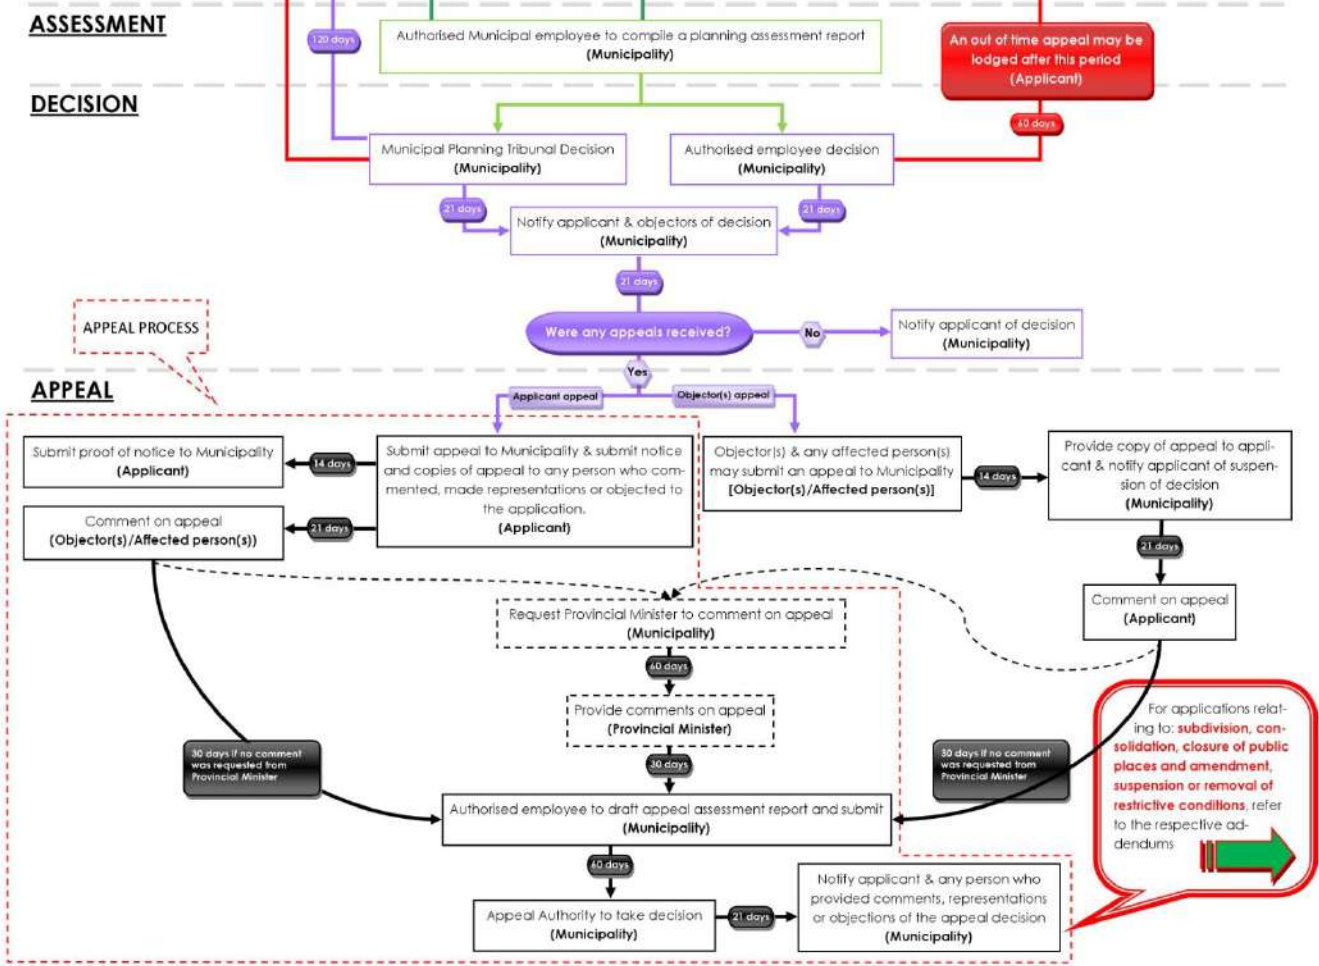 ASSESSMENT
120 days
Authorised Municipal employee to compile a planning assessment report
(Municipality)
An out of time appeal may be
lodged after this period
(Applicant)
DECISION
60 days
Municipal Planning Tribunal Decision
(Municipality)
Authorised employee decision
(Municipality)
21 days
21 days
Notify applicant & objectors of decision
(Municipality)
21 days
APPEAL PROCESS
Were any appeals received?
No
Notify applicant of decision
(Municipality)
Yes
APPEAL
Applicant appeal
Objector(s) appeal
Submit proof of notice to Municipality
(Applicant)
14 days
Submit appeal to Municipality & submit notice
and copies of appeal to any person who com-
mented, made representations or objected to
the application.
(Applicant)
Objector(s) & any affected person(s)
may submit an appeal to Municipality
[Objector(s)/Affected person(s)]
14 days
Provide copy of appeal to appli-
cant & notify applicant of suspen-
sion of decision
(Municipality)
Comment on appeal
(Objector(s)/Affected person(s))
21 days
21 days
Comment on appeal
(Applicant)
Request Provincial Minister to comment on appeal
(Municipality)
60 days
Provide comments on appeal
(Provincial Minister)
30 days
30 days if no comment
was requested from
Provincial Minister
30 days if no comment
was requested from
Provincial Minister
For applications relat-
ing to: subdivision, con-
solidation, closure of public
places and amendment,
suspension or removal of
restrictive conditions, refer
to the respective ad-
dendums
Authorised employee to draft appeal assessment report and submit
(Municipality)
60 days
Appeal Authority to take decision
(Municipality)
21 days
Notify applicant & any person who
provided comments, representations
or objections of the appeal decision
(Municipality)